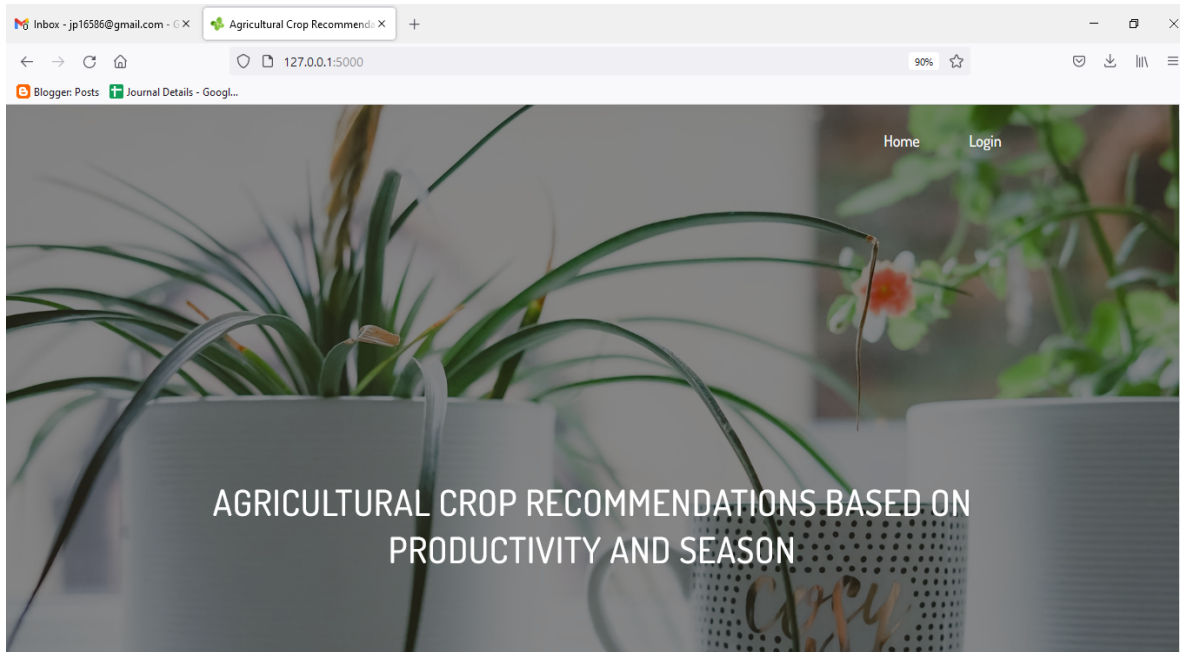 Inbox - jp16586@gmail.com - G
Agricultural Crop Recommenda
127.0.0.1:5000
90%
Blogger: Posts
Journal Details - Googl...
Home
Login
AGRICULTURAL CROP RECOMMENDATIONS BASED ON
PRODUCTIVITY AND SEASON
Cosy